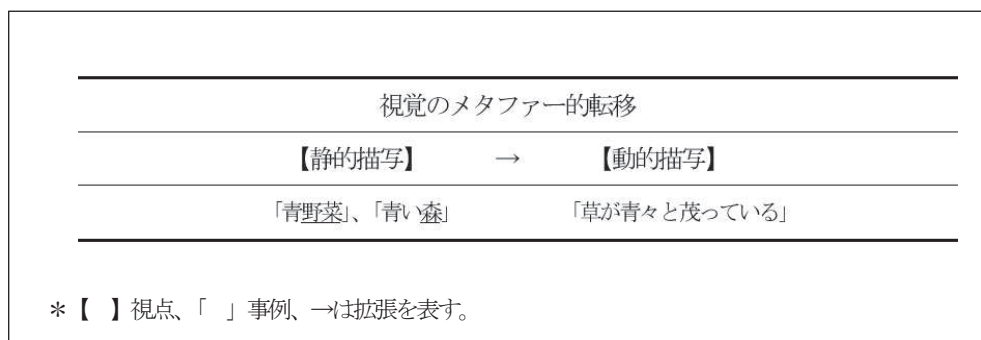 視覚のメタファー的転移
【静的描写】 → 【動的描写】
「青野菜」、「青い森」 「草が青々と茂っている」
＊【 】視点、「 」事例、→は拡張を表す。